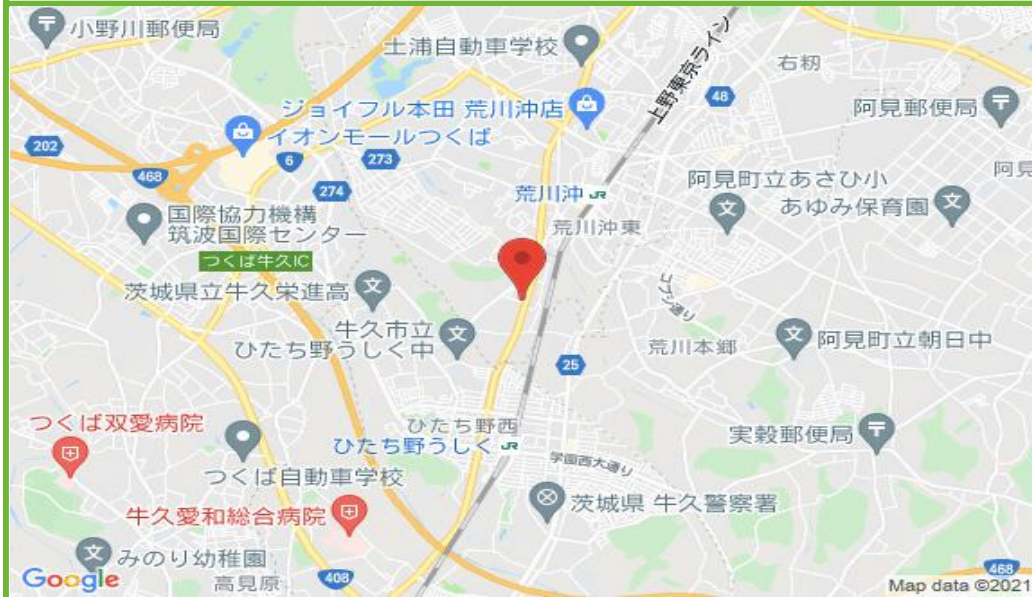 小野川郵便局
土浦自動車学校
上野東京ライン
右籾
48
阿見郵便局
ジョイフル本田 荒川沖店
イオンモールつくば
202
6
273
468
274
阿見
荒川沖 JR
阿見町立あさひ小
あゆみ保育園
国際協力機構
筑波国際センター
荒川沖東
つくば牛久IC
茨城県立牛久栄進高
牛久市立
ひたち野うしく中
コブシ通り
荒川本郷
阿見町立朝日中
25
つくば双愛病院
ひたち野西
ひたち野うしく JR
実穀郵便局
つくば自動車学校
学園西大通り
茨城県 牛久警察署
牛久愛和総合病院
みのり幼稚園
高見原
408
468
Google
Map data ©2021